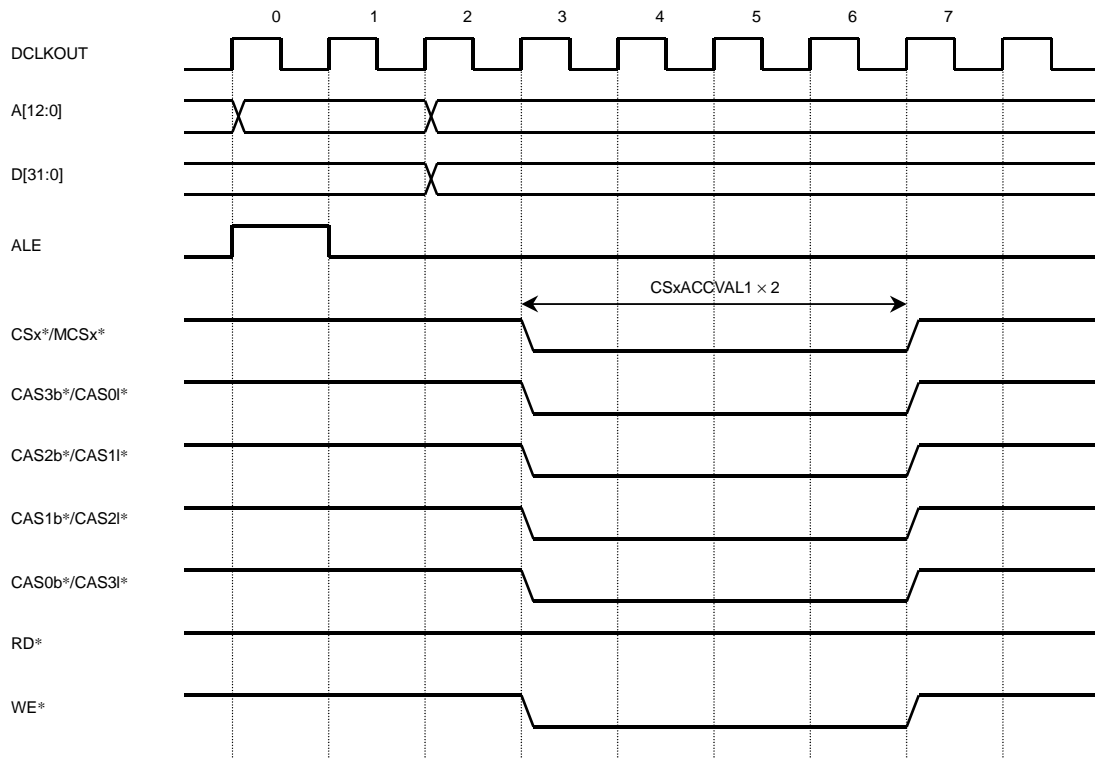 0 1 2 3 4 5 6 7
DCLKOUT
A[12:0]
D[31:0]
ALE
CSxACCVAL1 × 2
CSx*/MCSx*
CAS3b*/CAS0l*
CAS2b*/CAS1l*
CAS1b*/CAS2l*
CAS0b*/CAS3l*
RD*
WE*